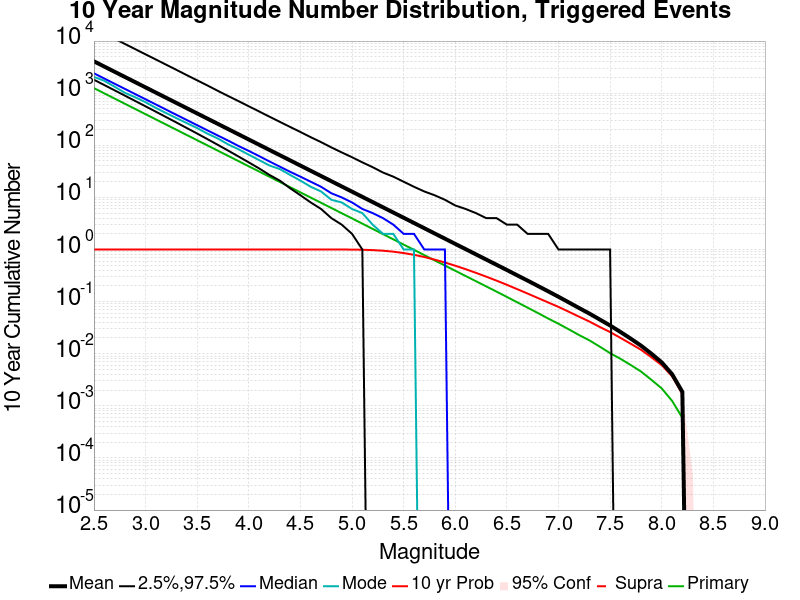 10 Year Magnitude Number Distribution, Triggered Events
10 Year Cumulative Number
10^4
10^3
10^2
10^1
10^0
10^-1
10^-2
10^-3
10^-4
10^-5
2.5 3.0 3.5 4.0 4.5 5.0 5.5 6.0 6.5 7.0 7.5 8.0 8.5 9.0
Magnitude
Mean 2.5%,97.5% Median Mode 10 yr Prob 95% Conf Supra Primary